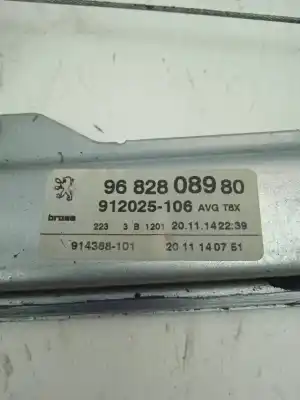 96 828 089 80
brose 912025-106 AVG T6X
223 3 B 1201 20.11.14 22:39
914388-101 20 11 14 07 51